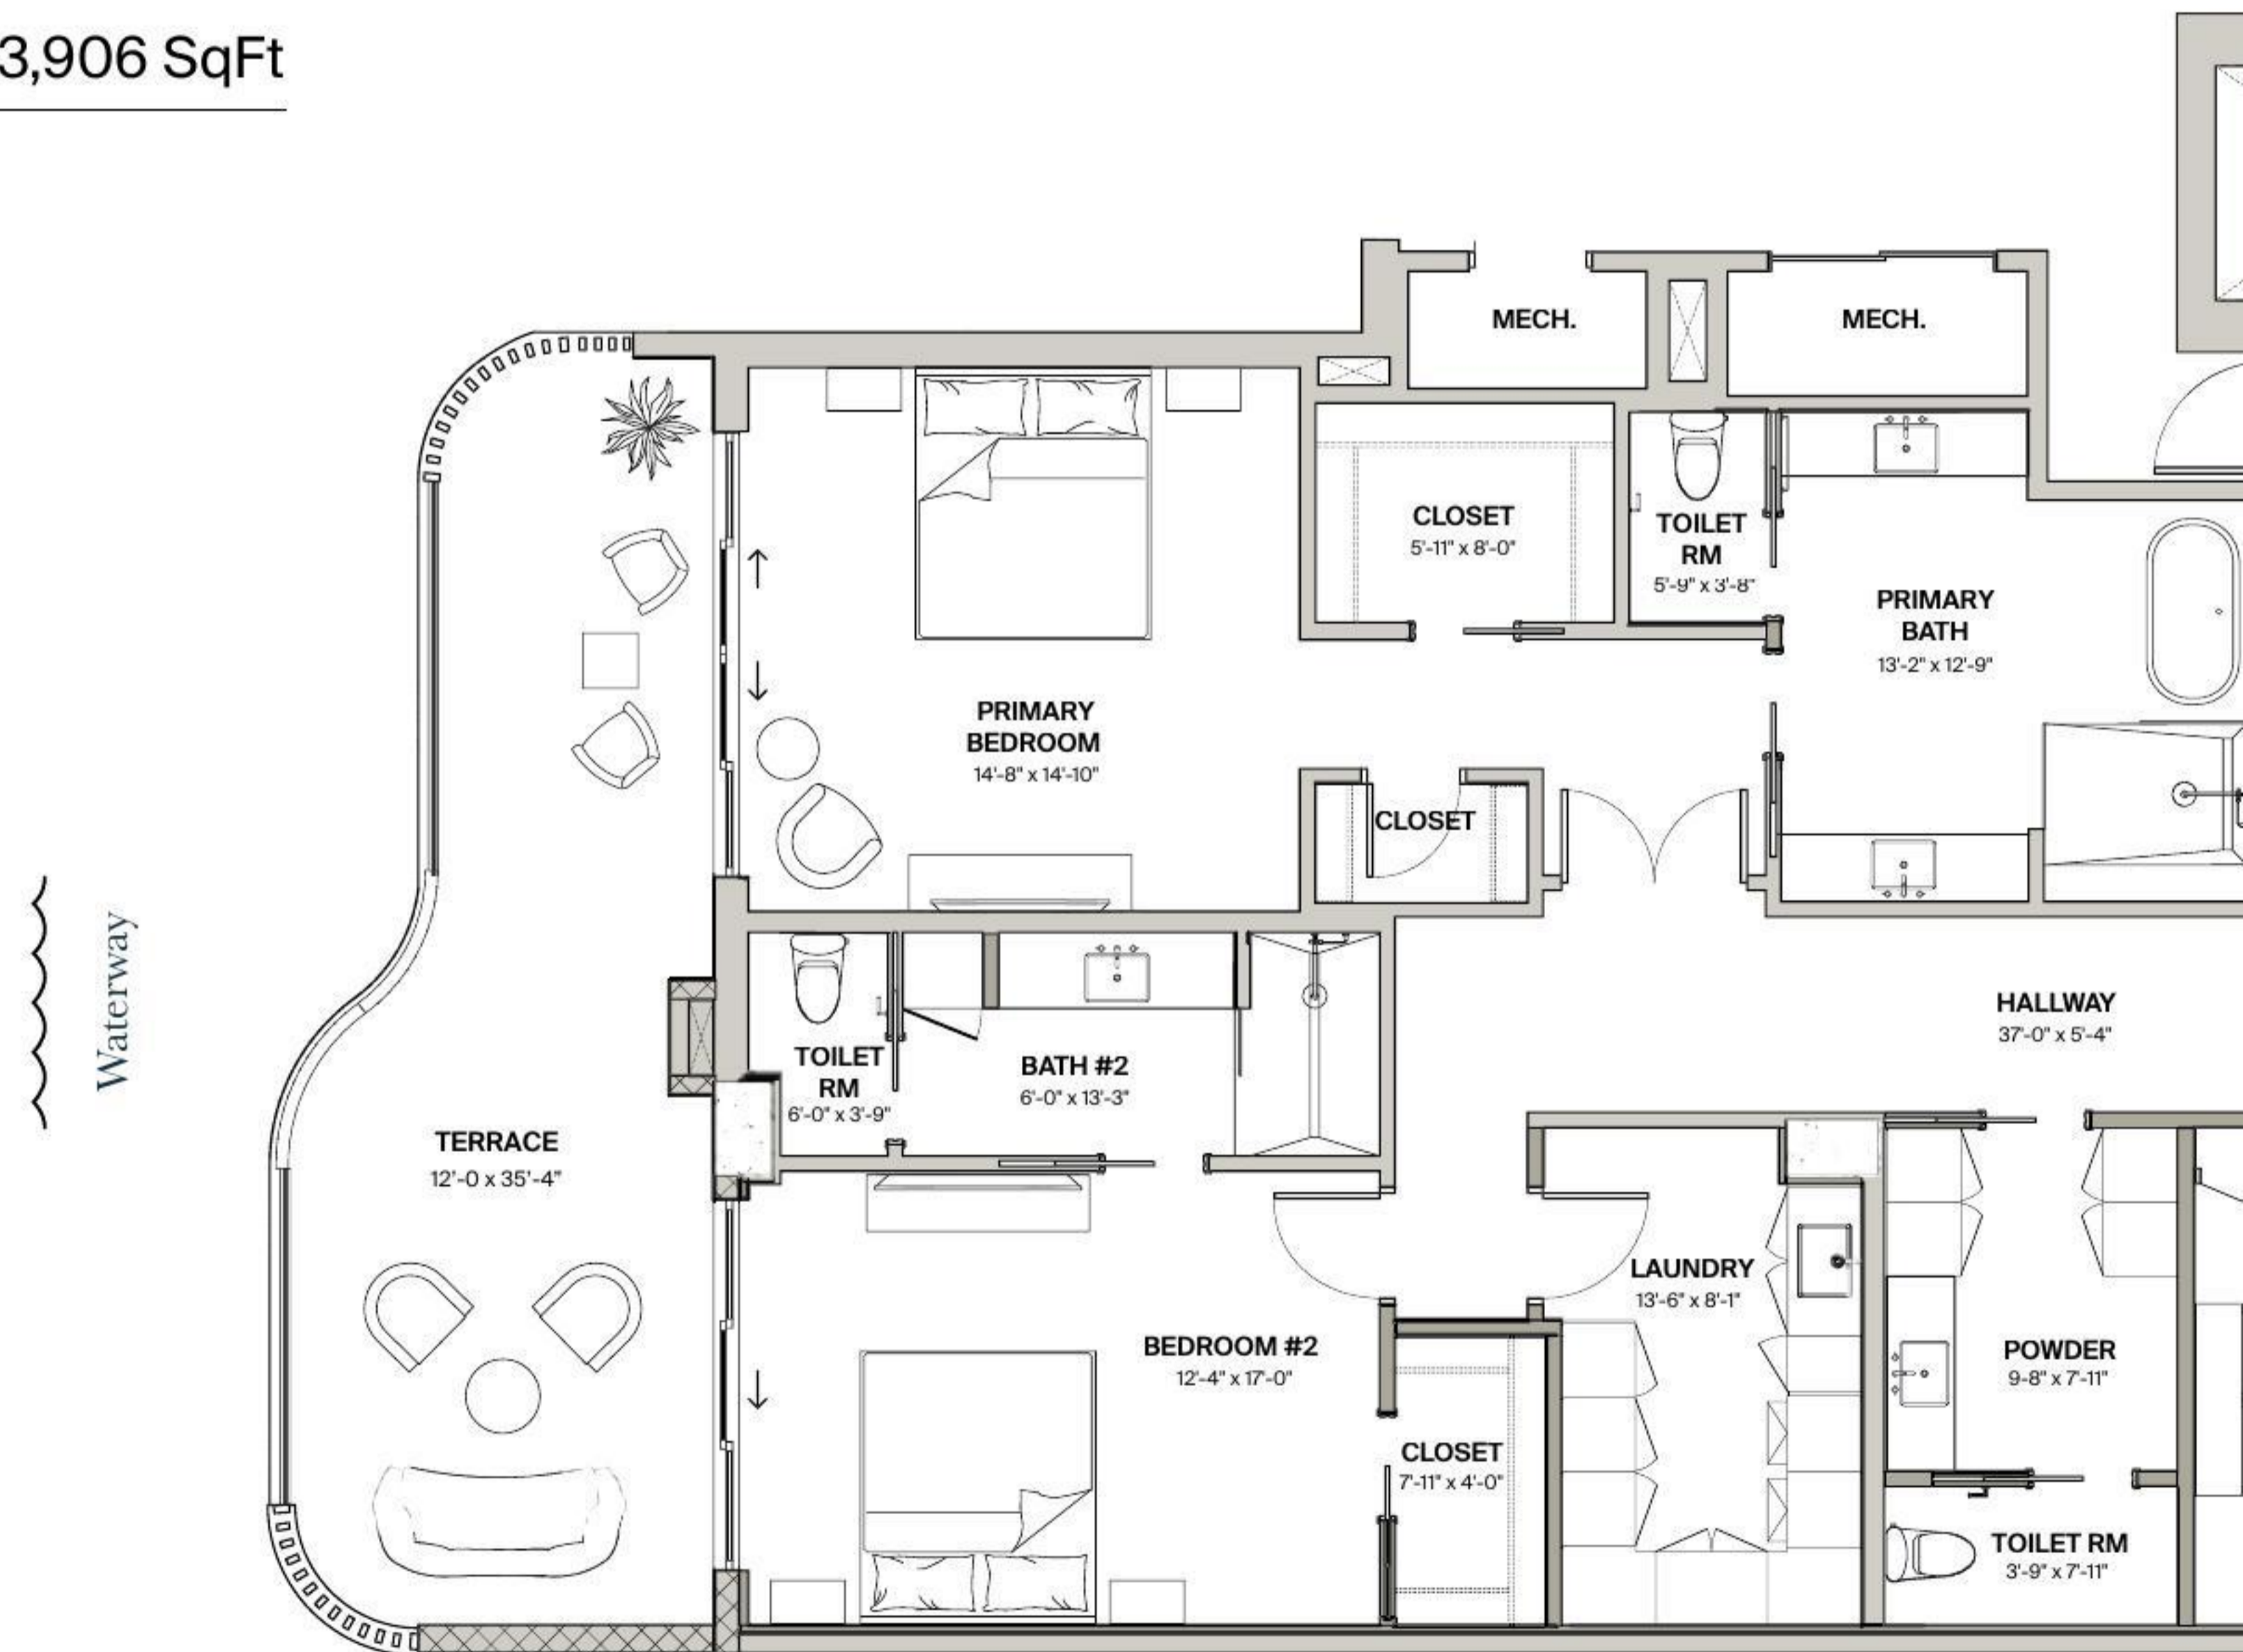 3,906 SqFt
MECH.
MECH.
CLOSET
5'-11" x 8'-0"
TOILET
RM
5'-9" x 3'-8"
PRIMARY
BATH
13'-2" x 12'-9"
PRIMARY
BEDROOM
14'-8" x 14'-10"
CLOSET
Waterway
HALLWAY
37'-0" x 5'-4"
TOILET
RM
6'-0" x 3'-9"
BATH #2
6'-0" x 13'-3"
TERRACE
12'-0 x 35'-4"
LAUNDRY
13'-6" x 8'-1"
BEDROOM #2
12'-4" x 17'-0"
POWDER
9-8" x 7'-11"
CLOSET
7'-11" x 4'-0"
TOILET RM
3'-9" x 7'-11"